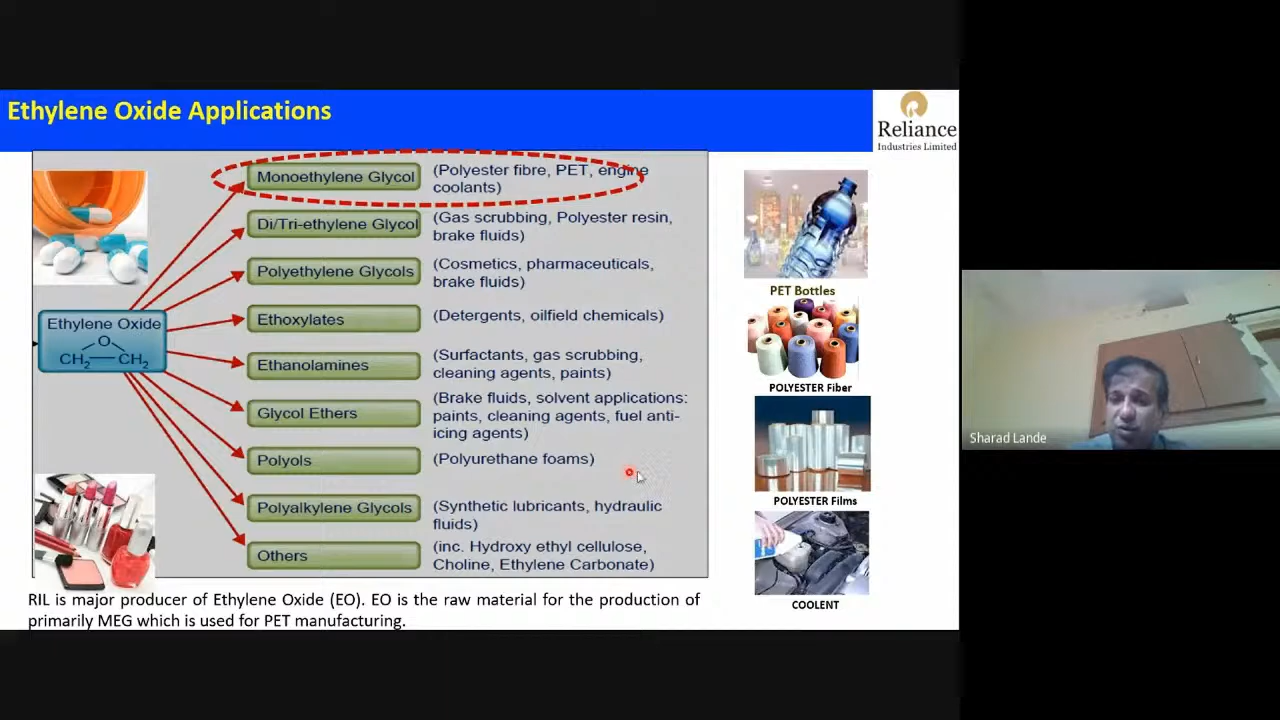 Ethylene Oxide Applications
Reliance
Industries Limited
Monoethylene Glycol
(Polyester fibre, PET, engine
coolants)
Di/Tri-ethylene Glycol
(Gas scrubbing, Polyester resin,
brake fluids)
Polyethylene Glycols
(Cosmetics, pharmaceuticals,
brake fluids)
Ethoxylates
(Detergents, oilfield chemicals)
Ethylene Oxide
O
CH2 CH2
Ethanolamines
(Surfactants, gas scrubbing,
cleaning agents, paints)
Glycol Ethers
(Brake fluids, solvent applications:
paints, cleaning agents, fuel anti-
icing agents)
Polyols
(Polyurethane foams)
Polyalkylene Glycols
(Synthetic lubricants, hydraulic
fluids)
Others
(inc. Hydroxy ethyl cellulose,
Choline, Ethylene Carbonate)
PET Bottles
POLYESTER Fiber
POLYESTER Films
COOLENT
RIL is major producer of Ethylene Oxide (EO). EO is the raw material for the production of
primarily MEG which is used for PET manufacturing.
Sharad Lande